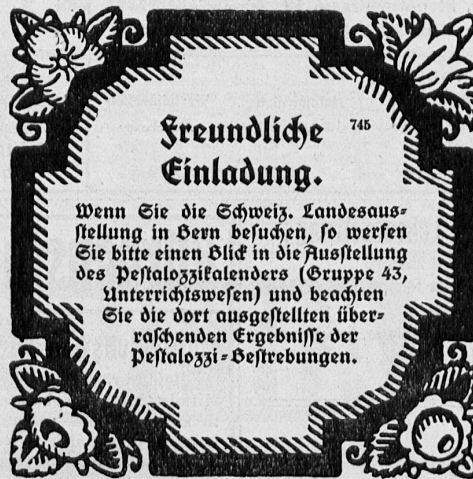 Freundliche
745
Einladung.
Wenn Sie die Schweiz. Landesaus-
stellung in Bern besuchen, so werfen
Sie bitte einen Blick in die Ausstellung
des Pestalozzikalenders (Gruppe 43,
Unterrichtswesen) und beachten
Sie die dort ausgestellten über-
raschenden Ergebnisse der
Pestalozzi-Bestrebungen.